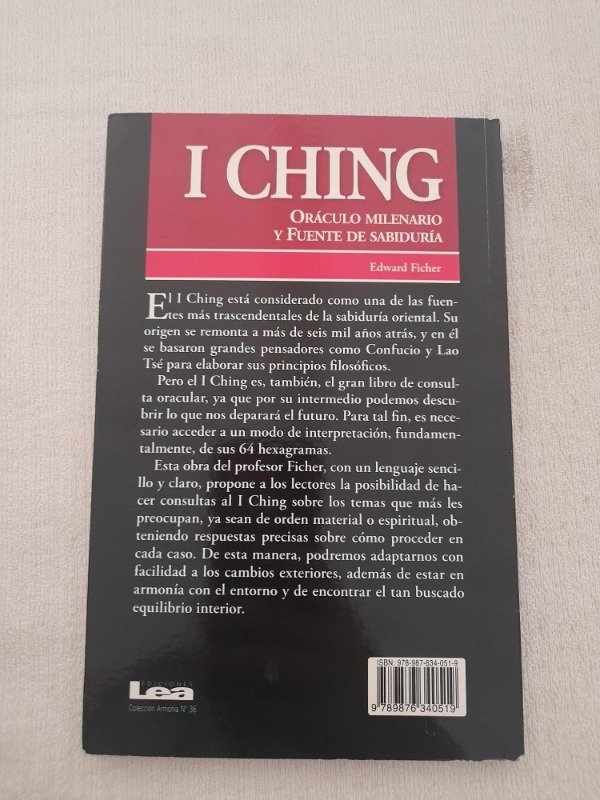 I CHING
ORÁCULO MILENARIO
Y FUENTE DE SABIDURÍA
Edward Ficher
El I Ching está considerado como una de las fuen-
tes más trascendentales de la sabiduría oriental. Su
origen se remonta a más de seis mil años atrás, y en él
se basaron grandes pensadores como Confucio y Lao
Tsé para elaborar sus principios filosóficos.
Pero el I Ching es, también, el gran libro de consul-
ta oracular, ya que por su intermedio podemos descu-
brir lo que nos deparará el futuro. Para tal fin, es nece-
sario acceder a un modo de interpretación, fundamen-
talmente, de sus 64 hexagramas.
Esta obra del profesor Ficher, con un lenguaje senci-
llo y claro, propone a los lectores la posibilidad de ha-
cer consultas al I Ching sobre los temas que más les
preocupan, ya sean de orden material o espiritual, ob-
teniendo respuestas precisas sobre cómo proceder en
cada caso. De esta manera, podremos adaptarnos con
facilidad a los cambios exteriores, además de estar en
armonía con el entorno y de encontrar el tan buscado
equilibrio interior.
EDICIONES
Lea
Colección Armonía Nº 36
ISBN: 978-987-634-051-9
9 789876 340519